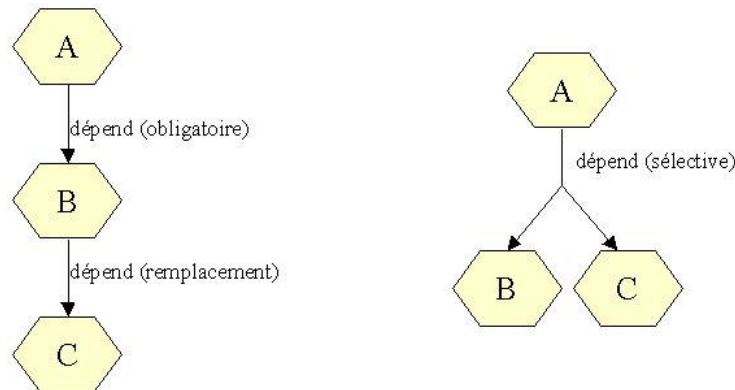 A
dépend (obligatoire)
B
dépend (remplacement)
C
A
dépend (sélective)
B
C